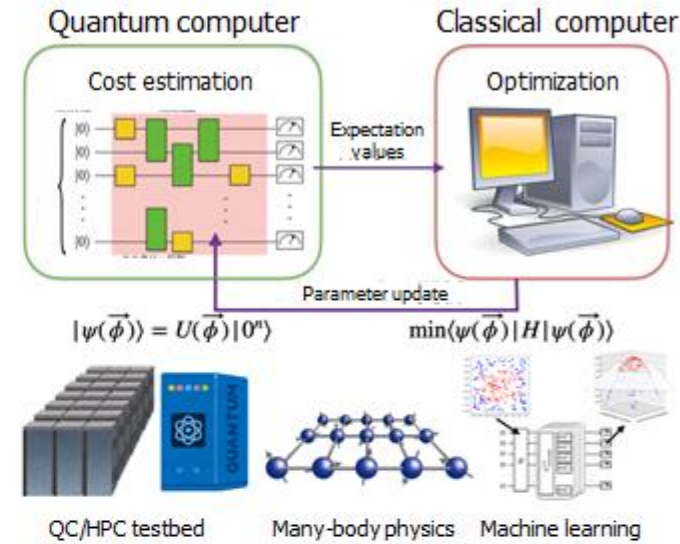 Quantum computer
Classical computer
Cost estimation
Optimization
|0⟩
|0⟩
|0⟩
|0⟩
Expectation
values
Parameter update
|ψ(ϕ⃗)⟩ = U(ϕ⃗)|0ⁿ⟩
min⟨ψ(ϕ⃗)|H|ψ(ϕ⃗)⟩
QUANTUM
QC/HPC testbed
Many-body physics
Machine learning